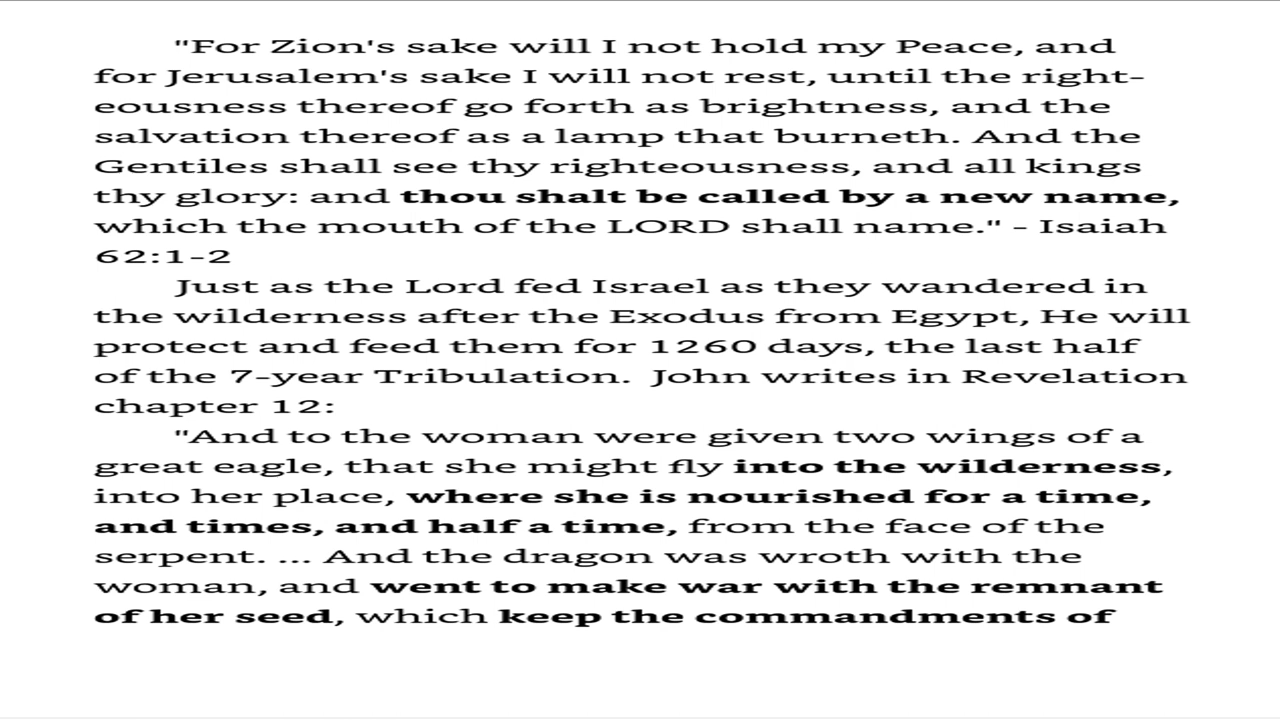 "For Zion's sake will I not hold my Peace, and
for Jerusalem's sake I will not rest, until the right-
eousness thereof go forth as brightness, and the
salvation thereof as a lamp that burneth. And the
Gentiles shall see thy righteousness, and all kings
thy glory: and thou shalt be called by a new name,
which the mouth of the LORD shall name." - Isaiah
62:1-2
Just as the Lord fed Israel as they wandered in
the wilderness after the Exodus from Egypt, He will
protect and feed them for 1260 days, the last half
of the 7-year Tribulation.  John writes in Revelation
chapter 12:
"And to the woman were given two wings of a
great eagle, that she might fly into the wilderness,
into her place, where she is nourished for a time,
and times, and half a time, from the face of the
serpent. ... And the dragon was wroth with the
woman, and went to make war with the remnant
of her seed, which keep the commandments of